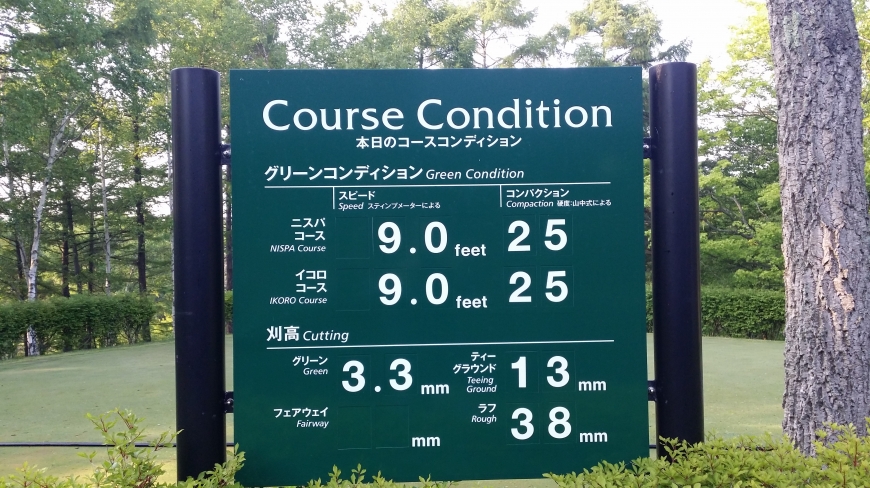 Course Condition
本日のコースコンディション
グリーンコンディション Green Condition
スピード
Speed スティンプメーターによる
コンパクション
Compaction 硬度:山中式による
ニスパ
コース
NISPA Course
9.0 feet
25
イコロ
コース
IKORO Course
9.0 feet
25
刈高 Cutting
グリーン
Green
3.3 mm
ティー
グラウンド
Teeing
Ground
13 mm
フェアウェイ
Fairway
mm
ラフ
Rough
38 mm